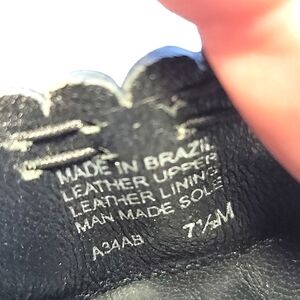 MADE IN BRAZIL
LEATHER UPPER
LEATHER LINING
MAN MADE SOLE
A34AB 7½M